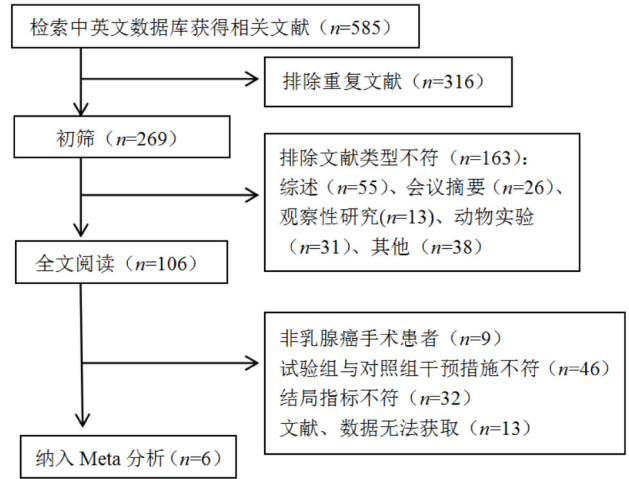 检索中英文数据库获得相关文献（n=585）
排除重复文献（n=316）
初筛（n=269）
排除文献类型不符（n=163）：
综述（n=55）、会议摘要（n=26）、
观察性研究(n=13)、动物实验
（n=31）、其他（n=38）
全文阅读（n=106）
非乳腺癌手术患者（n=9）
试验组与对照组干预措施不符（n=46）
结局指标不符（n=32）
文献、数据无法获取（n=13）
纳入 Meta 分析（n=6）